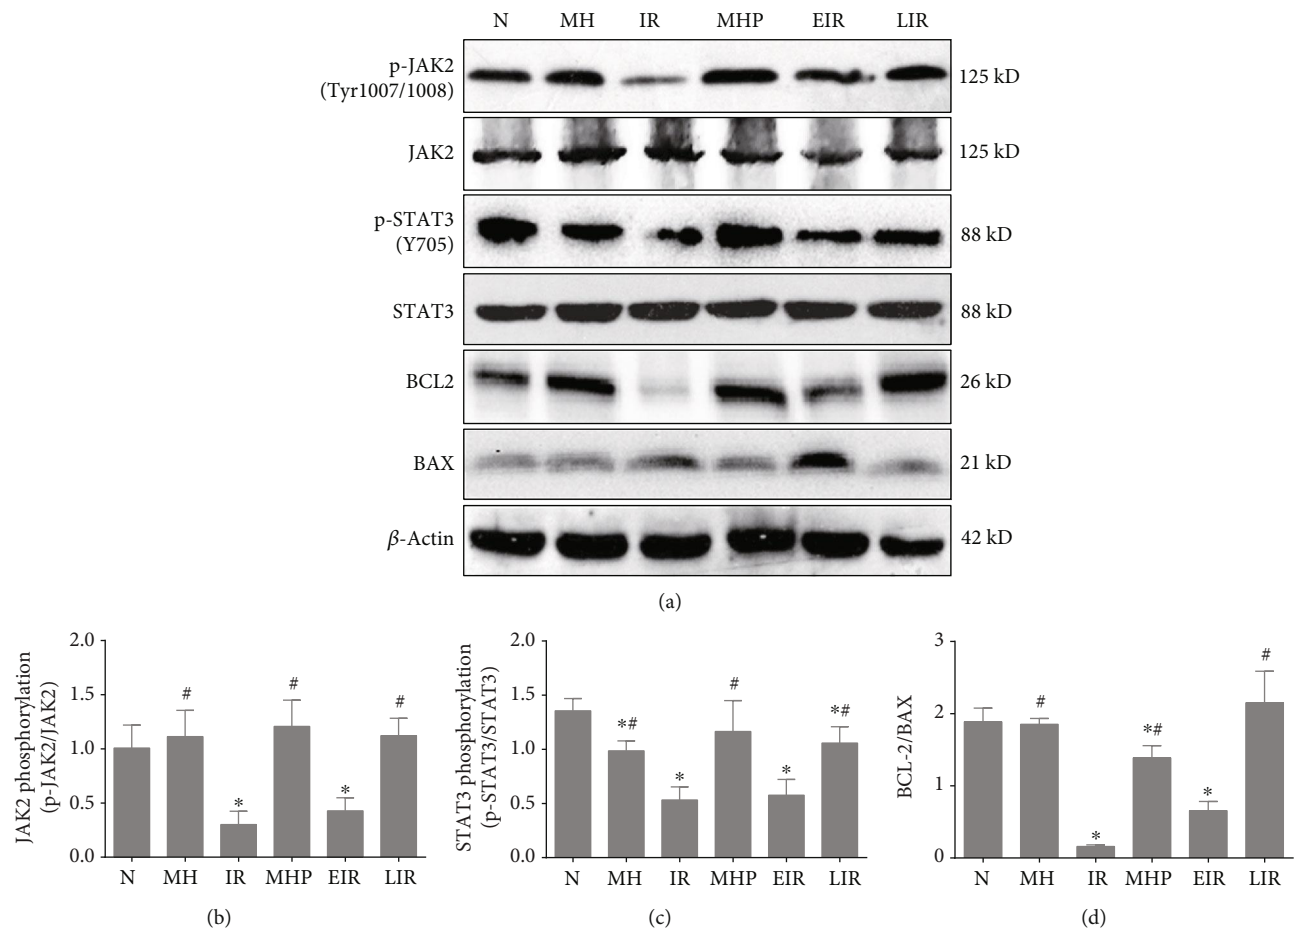 N MH IR MHP EIR LIR
p-JAK2
(Tyr1007/1008)
125 kD
JAK2
125 kD
p-STAT3
(Y705)
88 kD
STAT3
88 kD
BCL2
26 kD
BAX
21 kD
β-Actin
42 kD
(a)
JAK2 phosphorylation
(p-JAK2/JAK2)
2.0
1.5
1.0
0.5
0.0
# * # * #
N MH IR MHP EIR LIR
(b)
STAT3 phosphorylation
(p-STAT3/STAT3)
2.0
1.5
1.0
0.5
0.0
*# * # * *#
N MH IR MHP EIR LIR
(c)
BCL-2/BAX
3
2
1
0
# * *# * #
N MH IR MHP EIR LIR
(d)